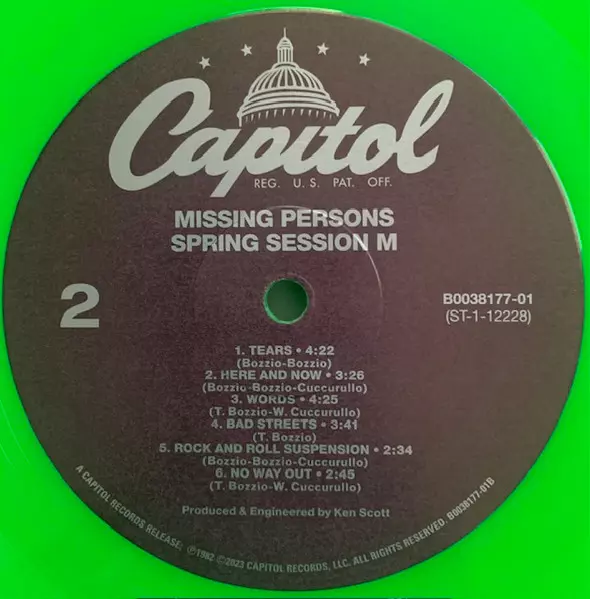 Capitol
REG. U.S. PAT. OFF.
MISSING PERSONS
SPRING SESSION M
2
B0038177-01
(ST-1-12228)
1. TEARS • 4:22
(Bozzio-Bozzio)
2. HERE AND NOW • 3:26
(Bozzio-Bozzio-Cuccurullo)
3. WORDS • 4:25
(T. Bozzio-W. Cuccurullo)
4. BAD STREETS • 3:41
(T. Bozzio)
5. ROCK AND ROLL SUSPENSION • 2:34
(Bozzio-Bozzio-Cuccurullo)
6. NO WAY OUT • 2:45
(T. Bozzio-W. Cuccurullo)
Produced & Engineered by Ken Scott
A CAPITOL RECORDS RELEASE; ℗1982 ©2023 CAPITOL RECORDS, LLC. ALL RIGHTS RESERVED. B0038177-01B